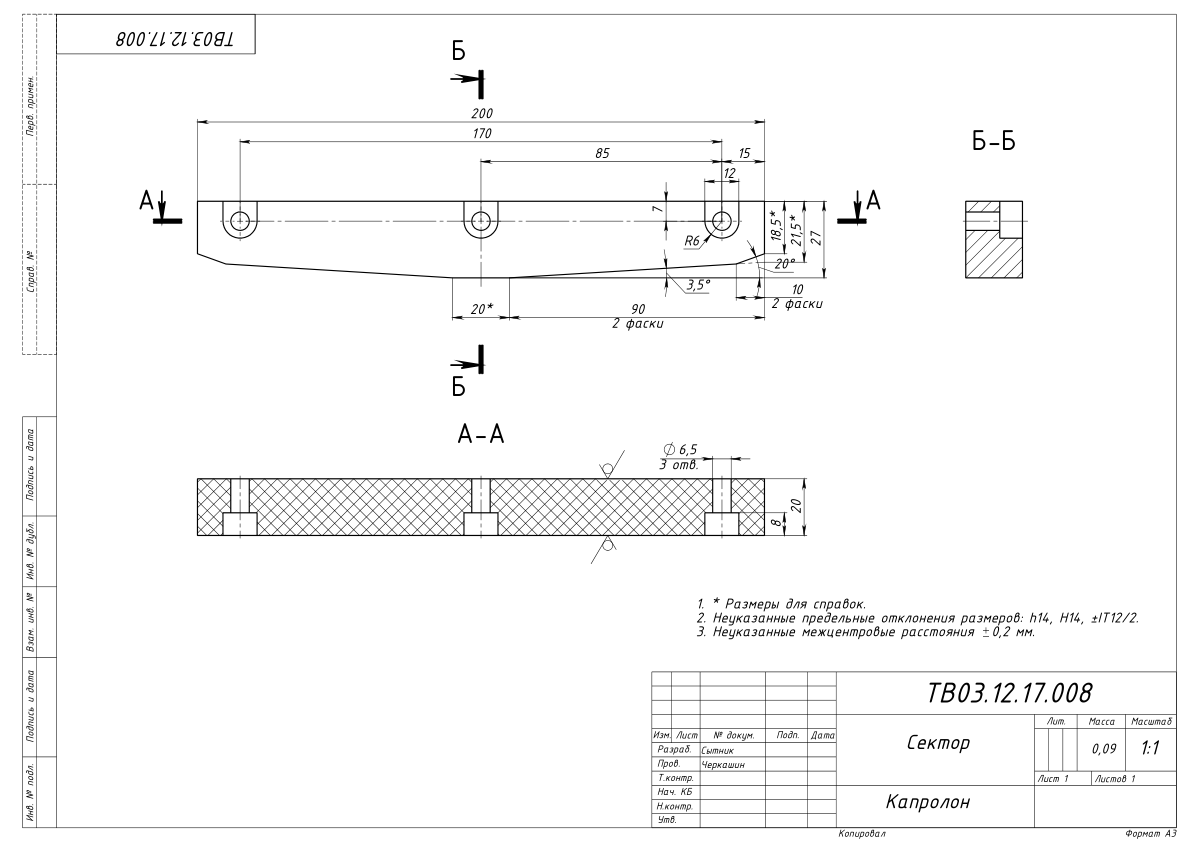 ТВ03.12.17.008
Перв. примен.
Справ. №
Подпись и дата
Инв. № дубл.
Взам. инв. №
Подпись и дата
Инв. № подл.
Б
200
170
85
15
12
Б-Б
А
А
7
18,5*
21,5*
27
R6
20°
3,5°
10
2 фаски
20*
90
2 фаски
Б
А-А
⌀ 6,5
3 отв.
8
20
1. * Размеры для справок.
2. Неуказанные предельные отклонения размеров: h14, H14, ±IT12/2.
3. Неуказанные межцентровые расстояния ±0,2 мм.
ТВ03.12.17.008
Лит. Масса Масштаб
Изм. Лист № докум. Подп. Дата
Разраб. Сытник
Сектор
0,09 1:1
Пров. Черкашин
Т.контр.
Лист 1 Листов 1
Нач. КБ
Н.контр.
Капролон
Утв.
Копировал Формат А3